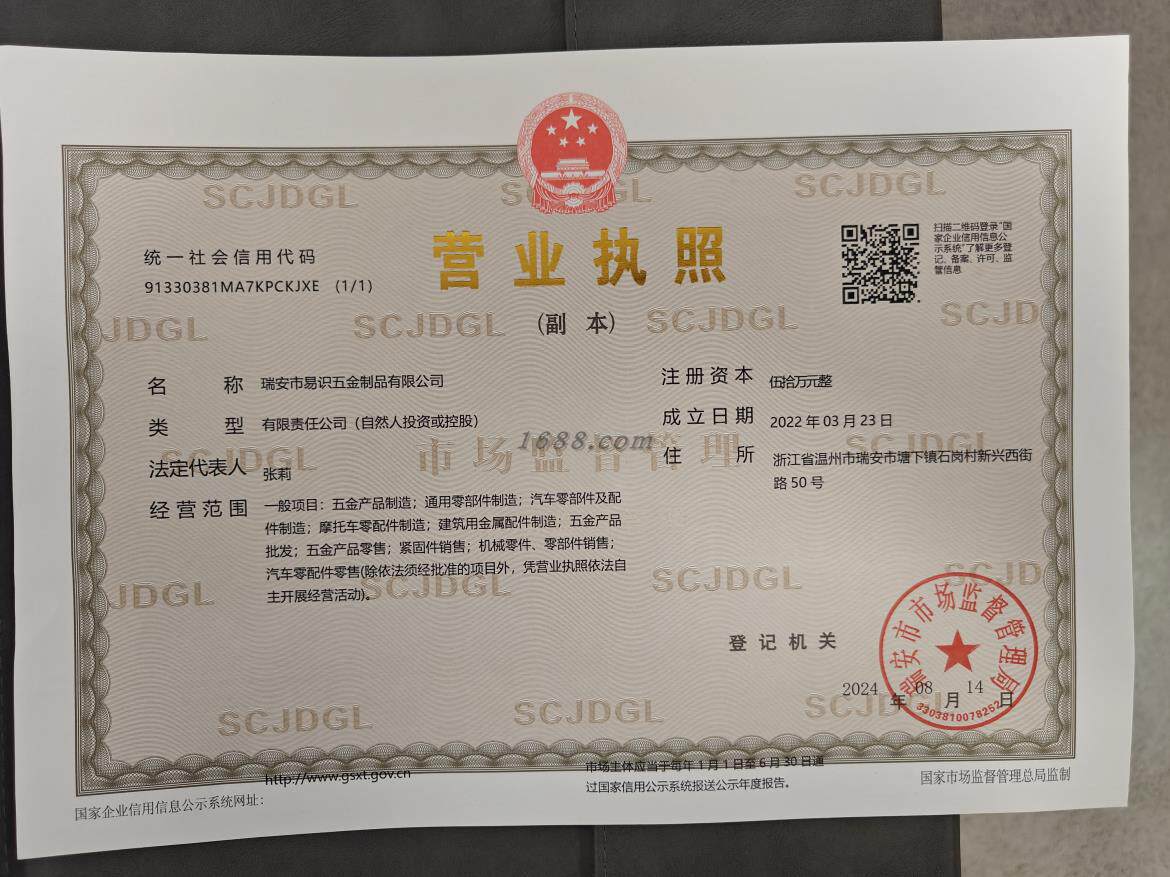 统一社会信用代码
91330381MA7KPCKJXE (1/1)
营业执照
(副 本)
扫描二维码登录“国
家企业信用信息公
示系统”了解更多登
记、备案、许可、监
管信息
名 称 瑞安市易识五金制品有限公司
类 型 有限责任公司（自然人投资或控股）
法定代表人 张莉
经营范围 一般项目：五金产品制造；通用零部件制造；汽车零部件及配
件制造；摩托车零配件制造；建筑用金属配件制造；五金产品
批发；五金产品零售；紧固件销售；机械零件、零部件销售；
汽车零配件零售(除依法须经批准的项目外，凭营业执照依法自
主开展经营活动)。
注册资本 伍拾万元整
成立日期 2022 年 03 月 23 日
住 所 浙江省温州市瑞安市塘下镇石岗村新兴西街
路 50 号
SCJDGL
SCJDGL
SCJDGL
JDGL
SCJDGL
SCJDGL
SCJD
SCJDGL
市场监督管理
SCJDGL
JDGL
SCJDGL
SCJDGL
SCJD
SCJDGL
SCJDGL
SCJDGL
1688.com
登记机关
瑞安市市场监督管理局
3303810078252
2024 年 08 月 14 日
国家企业信用信息公示系统网址：
http://www.gsxt.gov.cn
市场主体应当于每年 1 月 1 日至 6 月 30 日通
过国家信用公示系统报送公示年度报告。
国家市场监督管理总局监制